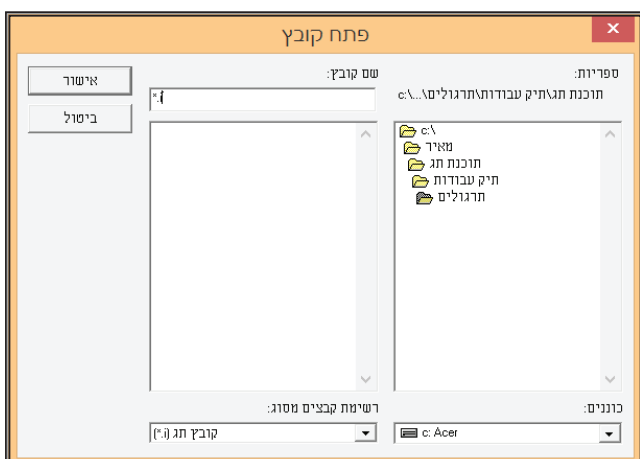 פתח קובץ
ספריות:
c:\...\תוכנת תג\תיק עבודות\תרגולים
c:\
מאיר
תוכנת תג
תיק עבודות
תרגולים
כוננים:
c: Acer
שם קובץ:
*.i
רשימת קבצים מסוג:
קובץ תג (*.i)
אישור
ביטול